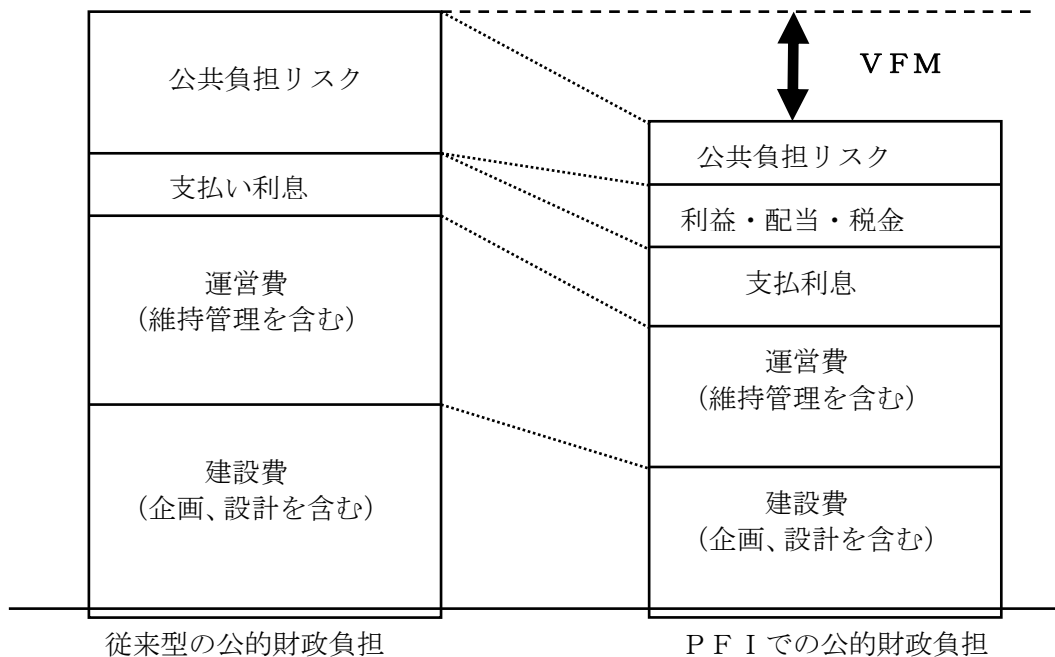 公共負担リスク
支払い利息
運営費
(維持管理を含む)
建設費
(企画、設計を含む)
従来型の公的財政負担
ＶＦＭ
公共負担リスク
利益・配当・税金
支払利息
運営費
(維持管理を含む)
建設費
(企画、設計を含む)
ＰＦＩでの公的財政負担